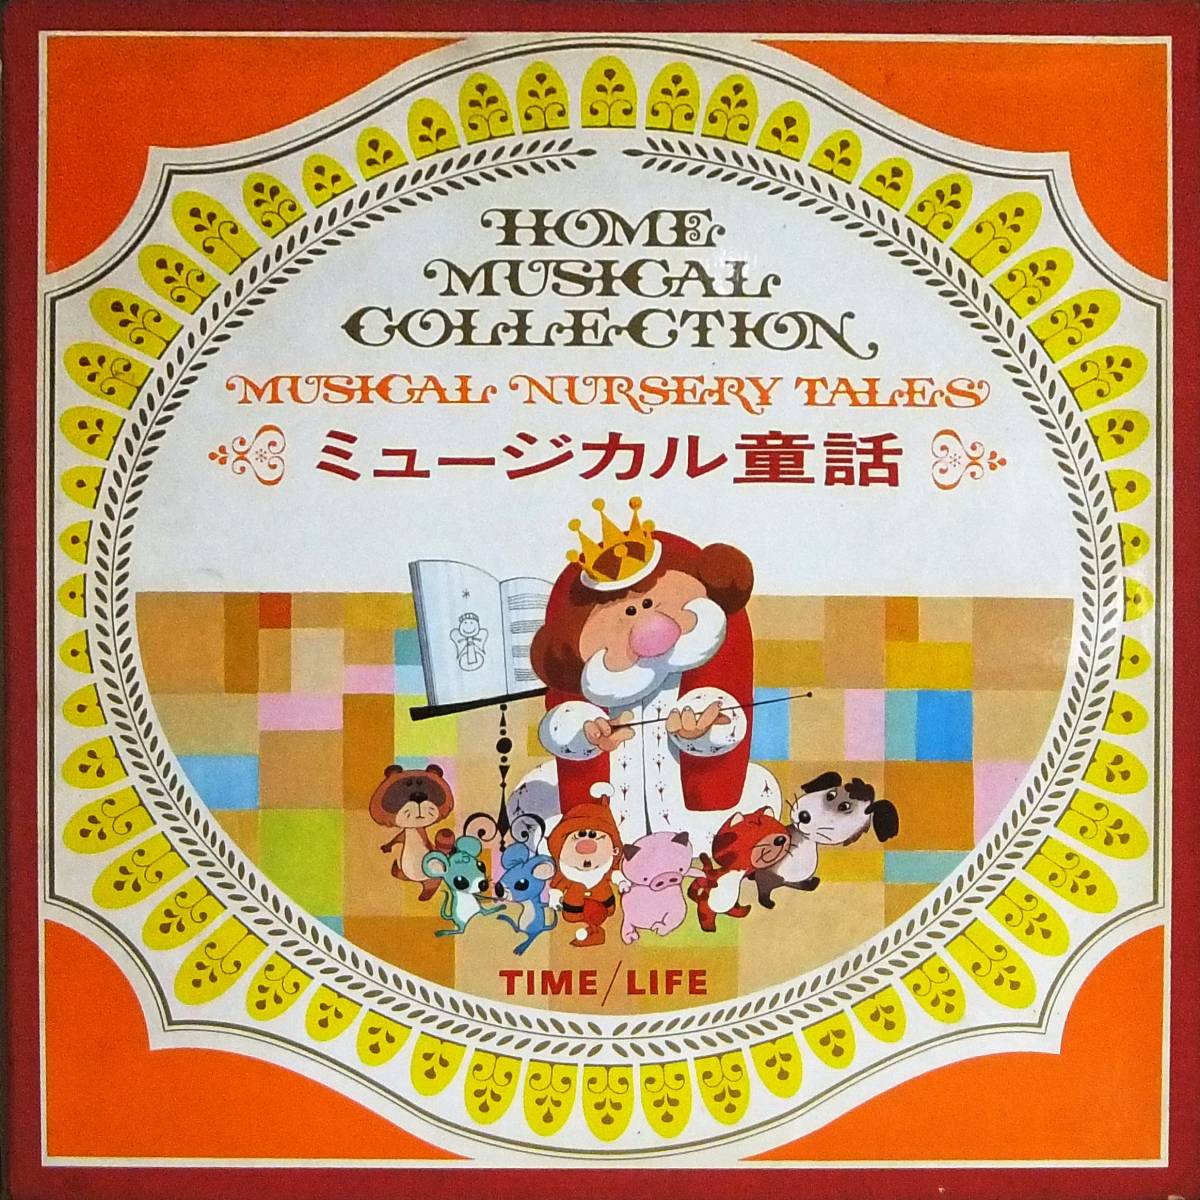 HOME
MUSICAL
COLLECTION
MUSICAL NURSERY TALES
ミュージカル童話
TIME/LIFE